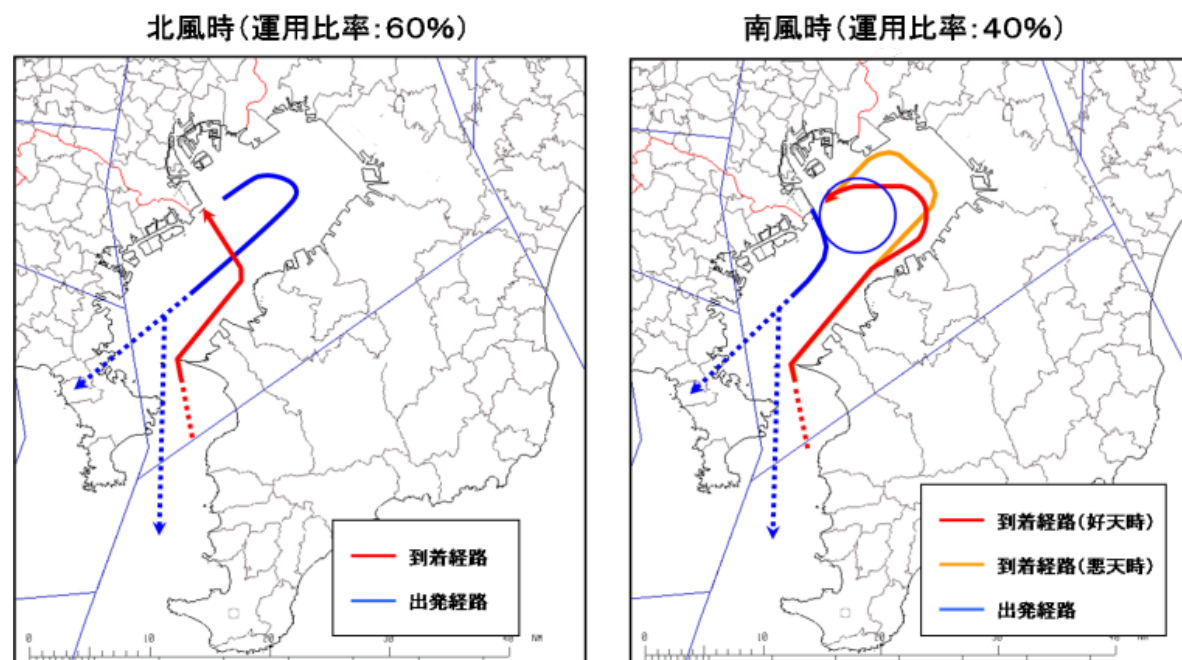 北風時(運用比率:60%)
南風時(運用比率:40%)
到着経路
出発経路
0 10 30 40 NM
到着経路(好天時)
到着経路(悪天時)
出発経路
0 10 20 30 40 NM